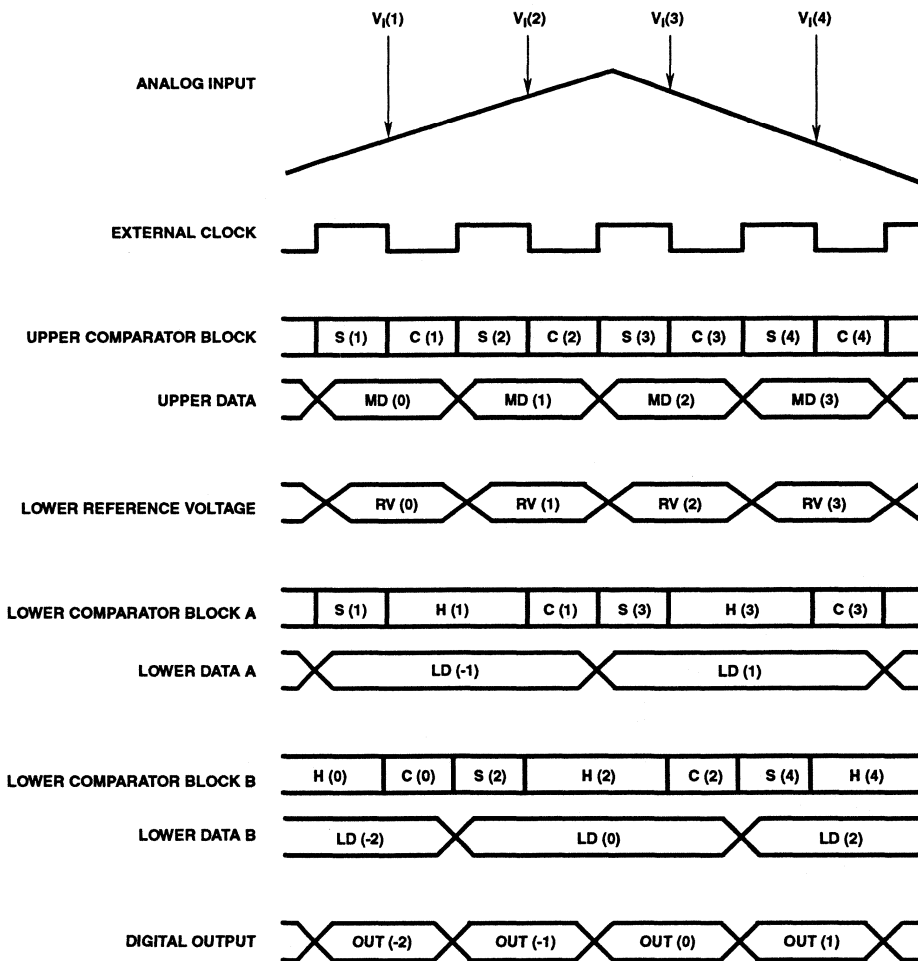 V_I(1) V_I(2) V_I(3) V_I(4)
ANALOG INPUT
EXTERNAL CLOCK
UPPER COMPARATOR BLOCK S (1) C (1) S (2) C (2) S (3) C (3) S (4) C (4)
UPPER DATA MD (0) MD (1) MD (2) MD (3)
LOWER REFERENCE VOLTAGE RV (0) RV (1) RV (2) RV (3)
LOWER COMPARATOR BLOCK A S (1) H (1) C (1) S (3) H (3) C (3)
LOWER DATA A LD (-1) LD (1)
LOWER COMPARATOR BLOCK B H (0) C (0) S (2) H (2) C (2) S (4) H (4)
LOWER DATA B LD (-2) LD (0) LD (2)
DIGITAL OUTPUT OUT (-2) OUT (-1) OUT (0) OUT (1)